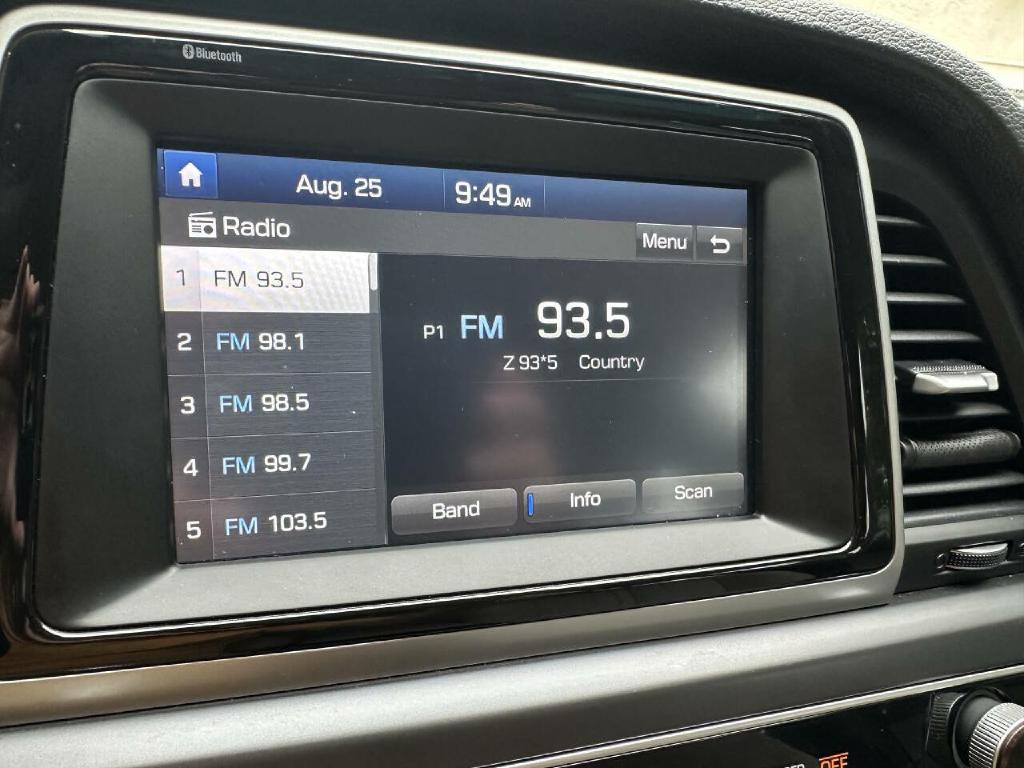 Bluetooth
Aug. 25 9:49 AM
Radio Menu
1 FM 93.5
P1 FM 93.5
Z 93*5 Country
2 FM 98.1
3 FM 98.5
4 FM 99.7
5 FM 103.5
Band Info Scan
OFF